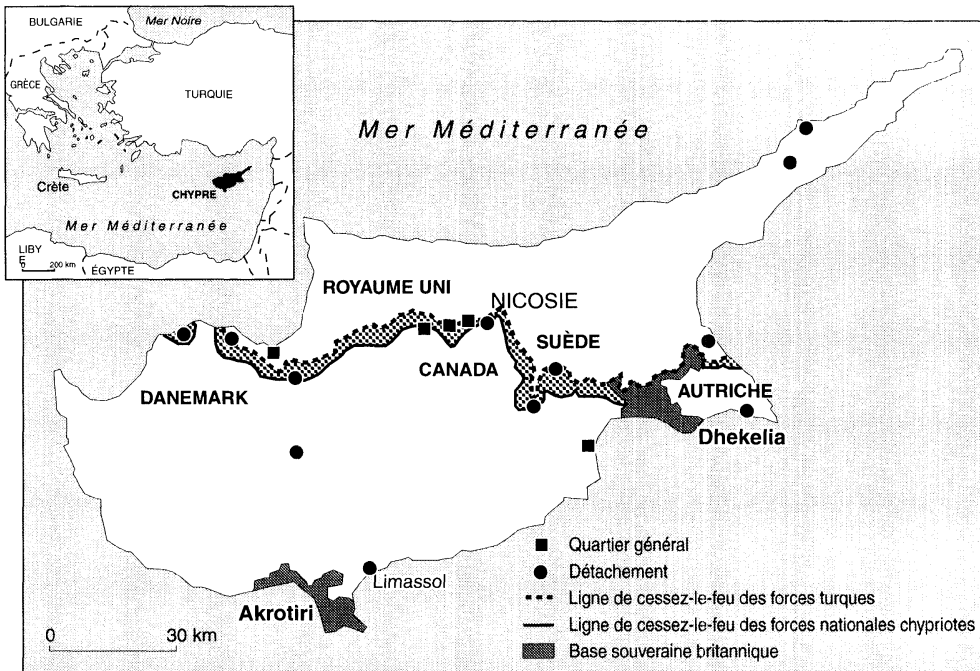 BULGARIE
Mer Noire
GRÈCE
TURQUIE
Crète
CHYPRE
Mer Méditerranée
LIBY
E
0 200 km
ÉGYPTE
Mer Méditerranée
ROYAUME UNI
NICOSIE
SUÈDE
CANADA
DANEMARK
AUTRICHE
Dhekelia
Limassol
Akrotiri
0 30 km
Quartier général
Détachement
Ligne de cessez-le-feu des forces turques
Ligne de cessez-le-feu des forces nationales chypriotes
Base souveraine britannique